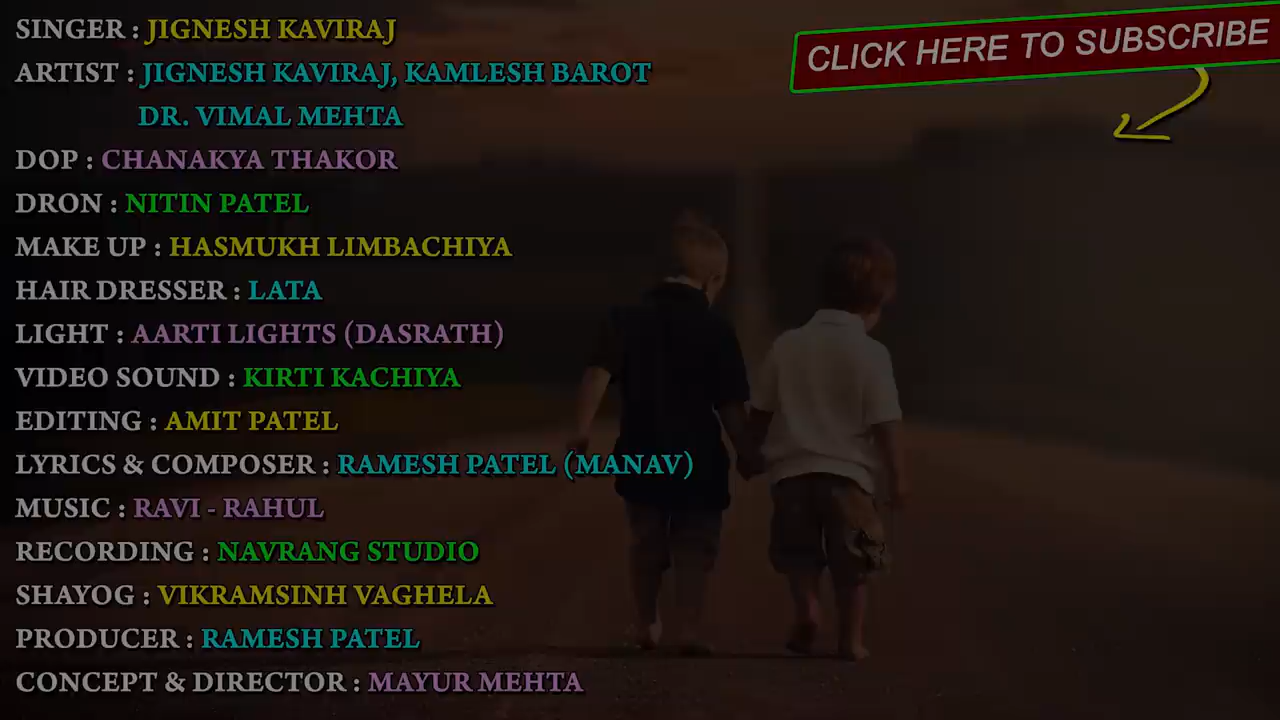 SINGER : JIGNESH KAVIRAJ
CLICK HERE TO SUBSCRIBE
ARTIST : JIGNESH KAVIRAJ, KAMLESH BAROT
DR. VIMAL MEHTA
DOP : CHANAKYA THAKOR
DRON : NITIN PATEL
MAKE UP : HASMUKH LIMBACHIYA
HAIR DRESSER : LATA
LIGHT : AARTI LIGHTS (DASRATH)
VIDEO SOUND : KIRTI KACHIYA
EDITING : AMIT PATEL
LYRICS & COMPOSER : RAMESH PATEL (MANAV)
MUSIC : RAVI - RAHUL
RECORDING : NAVRANG STUDIO
SHAYOG : VIKRAMSINH VAGHELA
PRODUCER : RAMESH PATEL
CONCEPT & DIRECTOR : MAYUR MEHTA